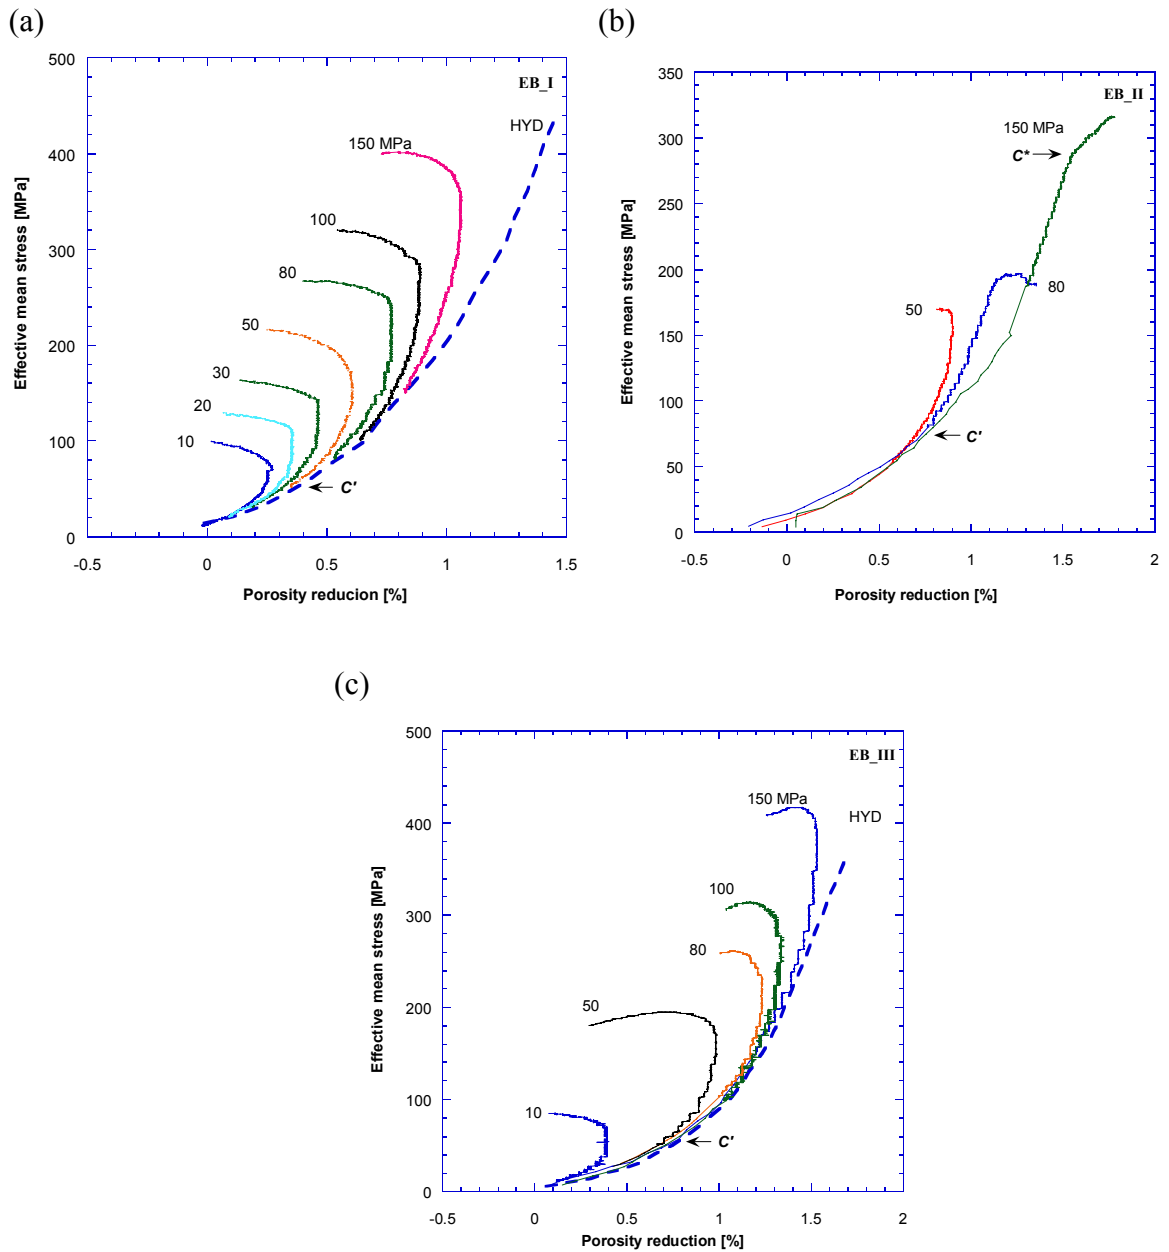 (a)
500
400
300
200
100
0
-0.5
0
0.5
1
1.5
Effective mean stress [MPa]
Porosity reducion [%]
EB_I
HYD
150 MPa
100
80
50
30
20
10
C'
(b)
350
300
250
200
150
100
50
0
-0.5
0
0.5
1
1.5
2
Effective mean stress [MPa]
Porosity reduction [%]
EB_II
150 MPa
C*
50
80
C'
(c)
500
400
300
200
100
0
-0.5
0
0.5
1
1.5
2
Effective mean stress [MPa]
Porosity reduction [%]
EB_III
150 MPa
HYD
100
80
50
10
C'